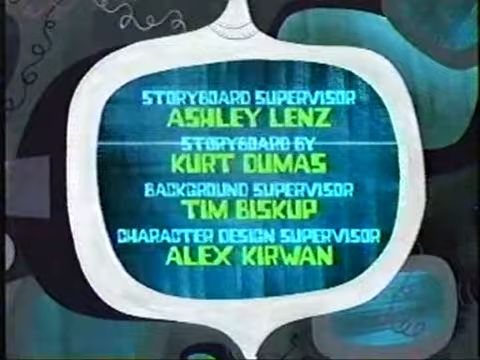 STORYBOARD SUPERVISOR
ASHLEY LENZ
STORYBOARD BY
KURT DUMAS
BACKGROUND SUPERVISOR
TIM BISKUP
CHARACTER DESIGN SUPERVISOR
ALEX KIRWAN